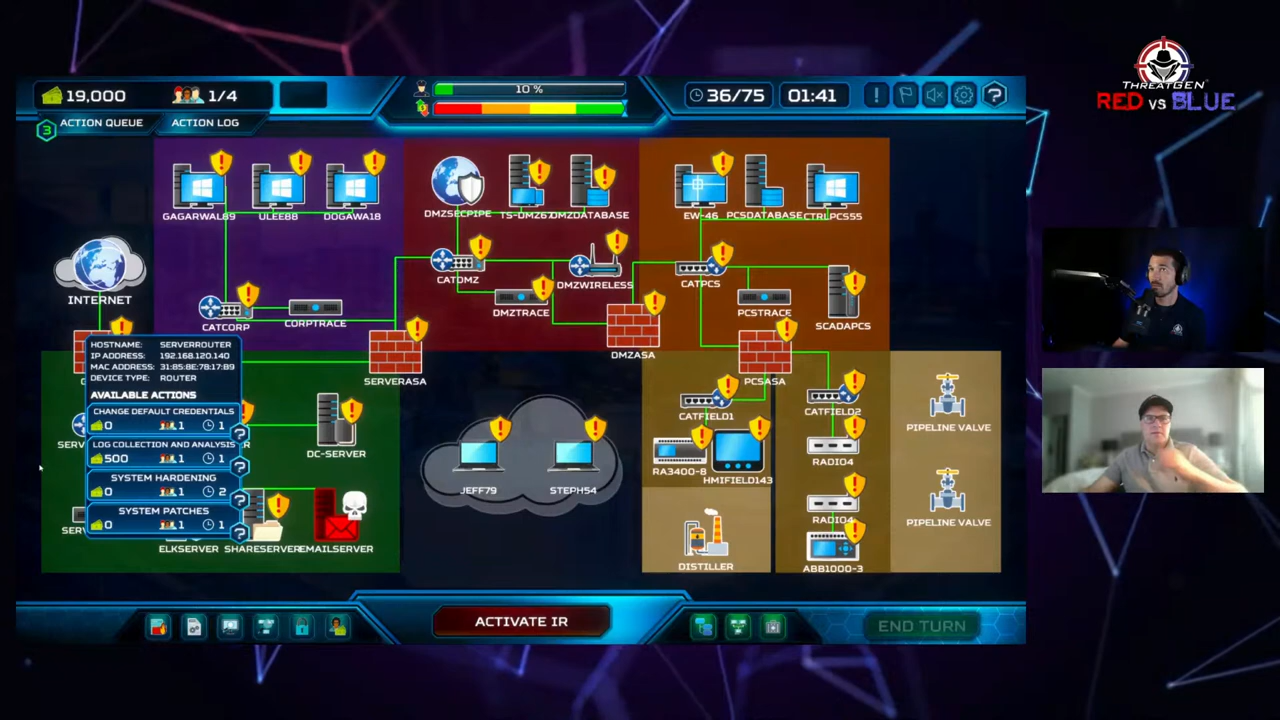 THREATGEN
RED vs BLUE
19,000
1/4
10 %
36/75
01:41
!
?
3
ACTION QUEUE
ACTION LOG
GAGARWAL89
ULEE88
DOGAWA18
DMZSECPIPE
DMZDATABASE
EW-46
PCSDATABASE
CTRLPCS55
INTERNET
CATCORP
CORPTRACE
CATDMZ
DMZWIRELESS
DMZTRACE
CATPCS
PCSTRACE
SCADAPCS
SERVERASA
DMZASA
PCSASA
HOSTNAME: SERVERROUTER
IP ADDRESS: 192.168.120.140
MAC ADDRESS: 31:85:8E:78:17:B9
DEVICE TYPE: ROUTER
AVAILABLE ACTIONS
CHANGE DEFAULT CREDENTIALS
0 1 1
?
LOG COLLECTION AND ANALYSIS
500 1 1
?
SYSTEM HARDENING
0 1 2
?
SYSTEM PATCHES
0 1 1
?
DC-SERVER
ELKSERVER
SHARESERVER
EMAILSERVER
JEFF79
STEPH54
CATFIELD1
CATFIELD2
RA3400-8
HMIFIELD143
RADIO4
RADIO4
ABB1000-3
DISTILLER
PIPELINE VALVE
PIPELINE VALVE
ACTIVATE IR
END TURN